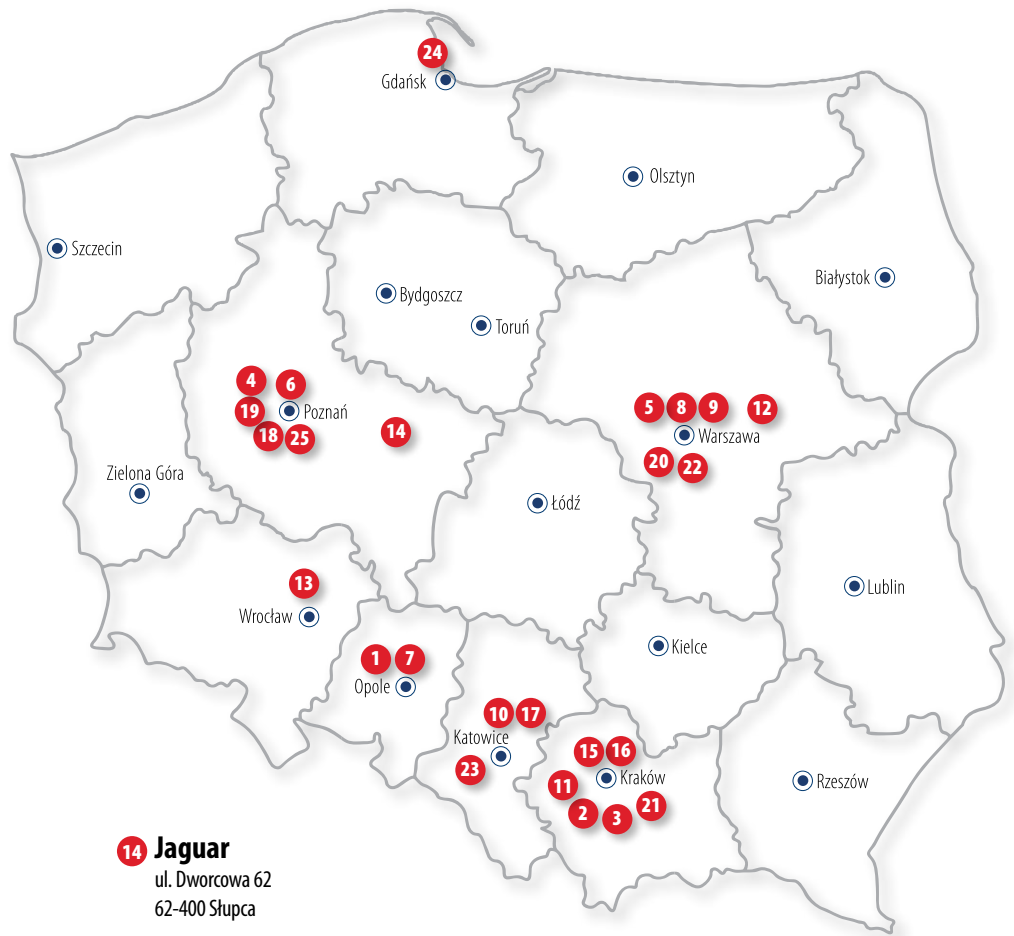 24
Gdańsk
Olsztyn
Szczecin
Białystok
Bydgoszcz
Toruń
4 6
19 Poznań
18 25
14
5 8 9 12
Warszawa
20 22
Zielona Góra
Łódź
13
Wrocław
Lublin
Kielce
1 7
Opole
10 17
Katowice
23
15 16
Kraków
11
2 3 21
Rzeszów
14 Jaguar
ul. Dworcowa 62
62-400 Słupca